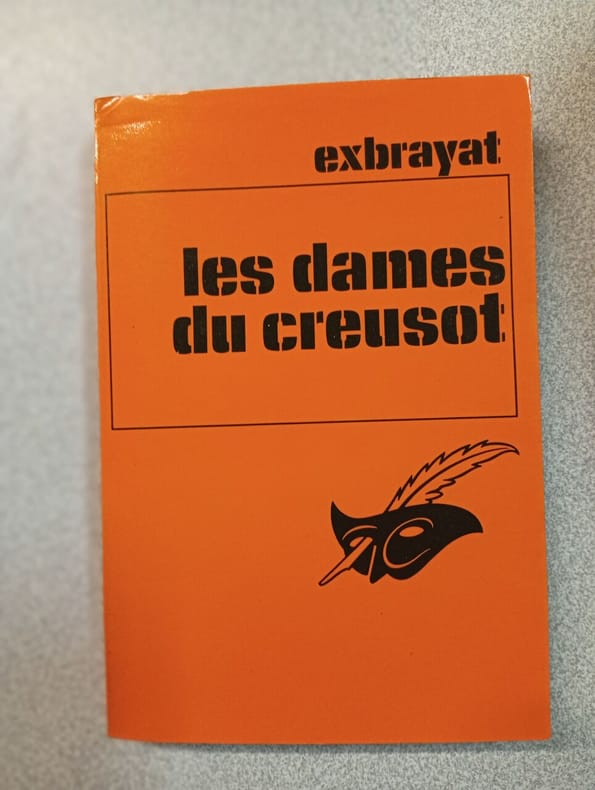 exbrayat
les dames
du creusot